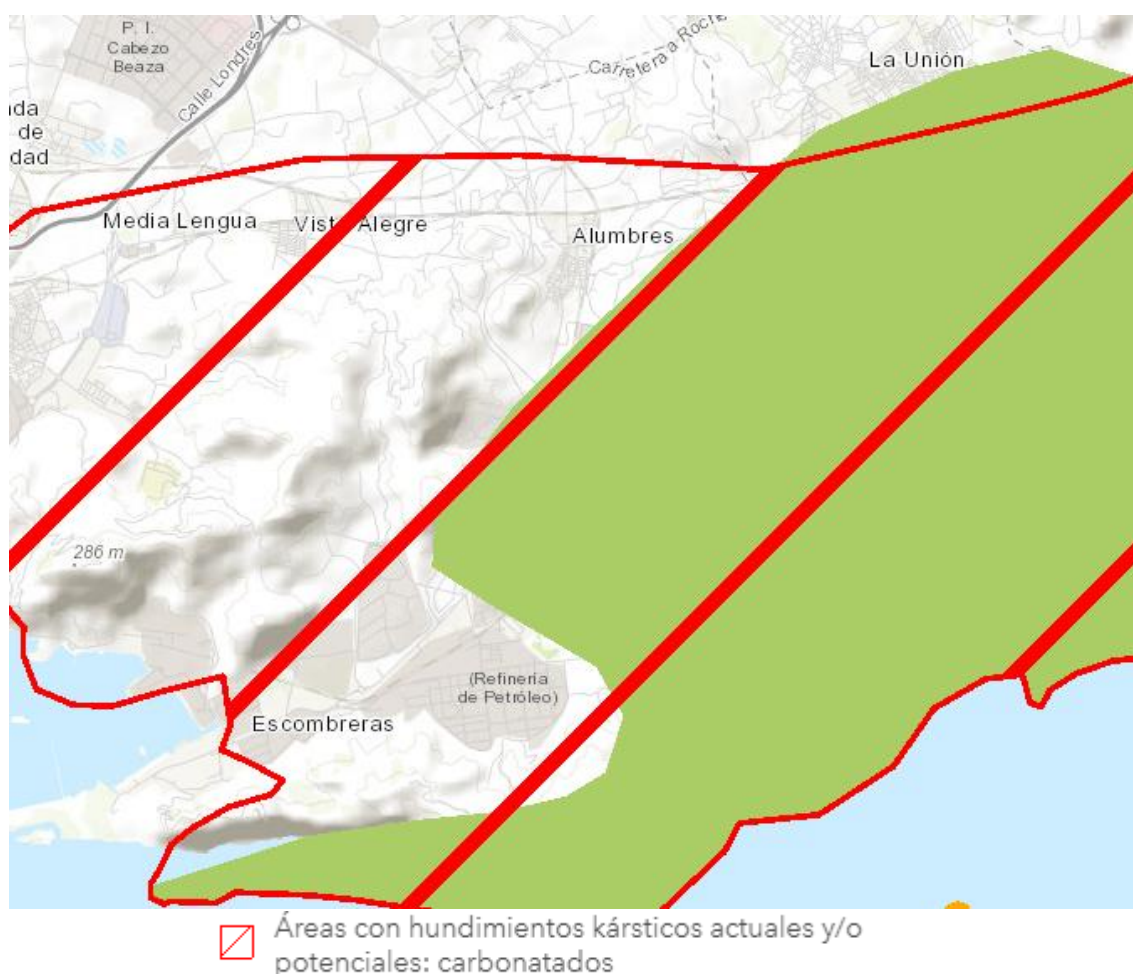 P. I.
Cabezo
Beaza
Calle Londres
Carretera a Roche
La Unión
ada
de
dad
Media Lengua
Vista Alegre
Alumbres
286 m
(Refinería
de Petróleo)
Escombreras
Áreas con hundimientos kársticos actuales y/o
potenciales: carbonatados